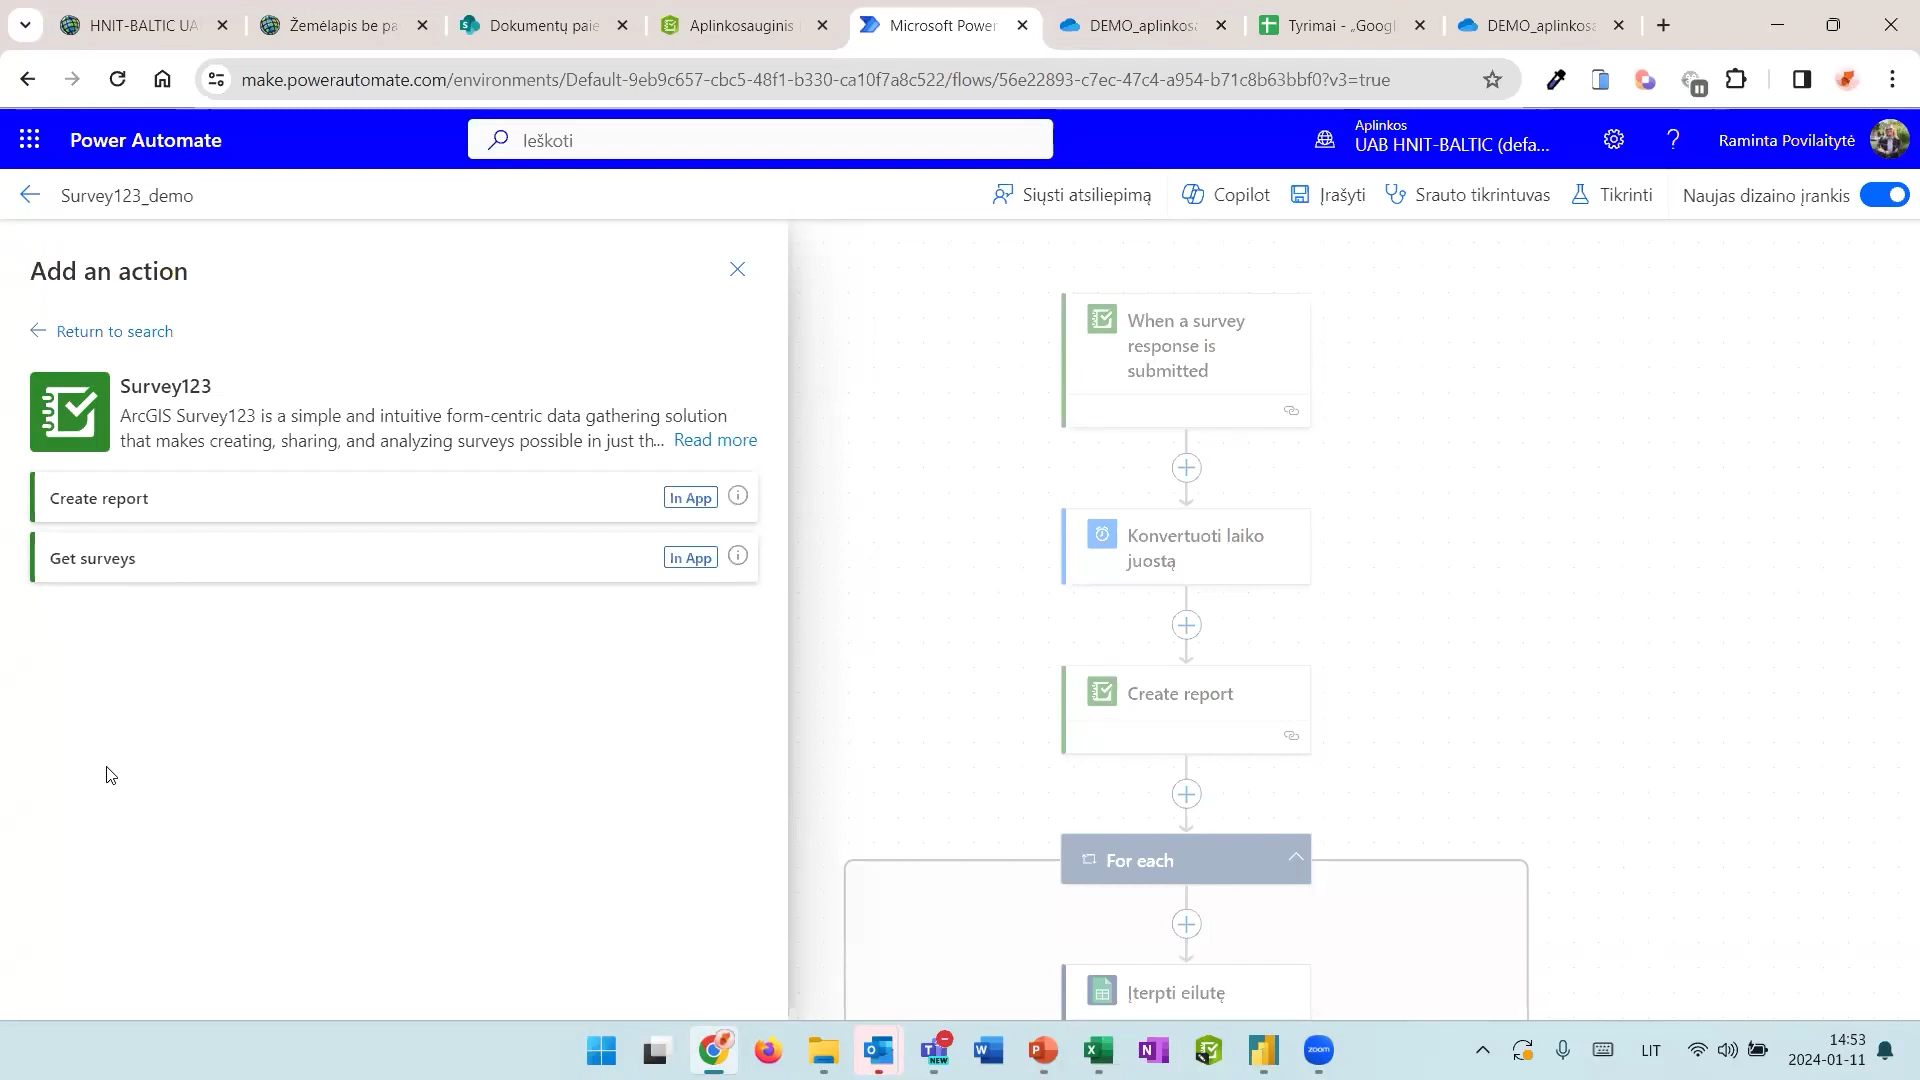 HNIT-BALTIC UA
Žemėlapis be pa
Dokumentų paie
Aplinkosauginis
Microsoft Power
DEMO_aplinkosa
Tyrimai - „Googl
DEMO_aplinkosa
make.powerautomate.com/environments/Default-9eb9c657-cbc5-48f1-b330-ca10f7a8c522/flows/56e22893-c7ec-47c4-a954-b71c8b63bbf0?v3=true
Power Automate
Ieškoti
Aplinkos
UAB HNIT-BALTIC (defa...
Raminta Povilaitytė
Survey123_demo
Siųsti atsiliepimą
Copilot
Įrašyti
Srauto tikrintuvas
Tikrinti
Naujas dizaino įrankis
Add an action
Return to search
Survey123
ArcGIS Survey123 is a simple and intuitive form-centric data gathering solution
that makes creating, sharing, and analyzing surveys possible in just th... Read more
Create report
In App
Get surveys
In App
When a survey
response is
submitted
Konvertuoti laiko
juostą
Create report
For each
Įterpti eilutę
NEW
zoom
LIT
14:53
2024-01-11